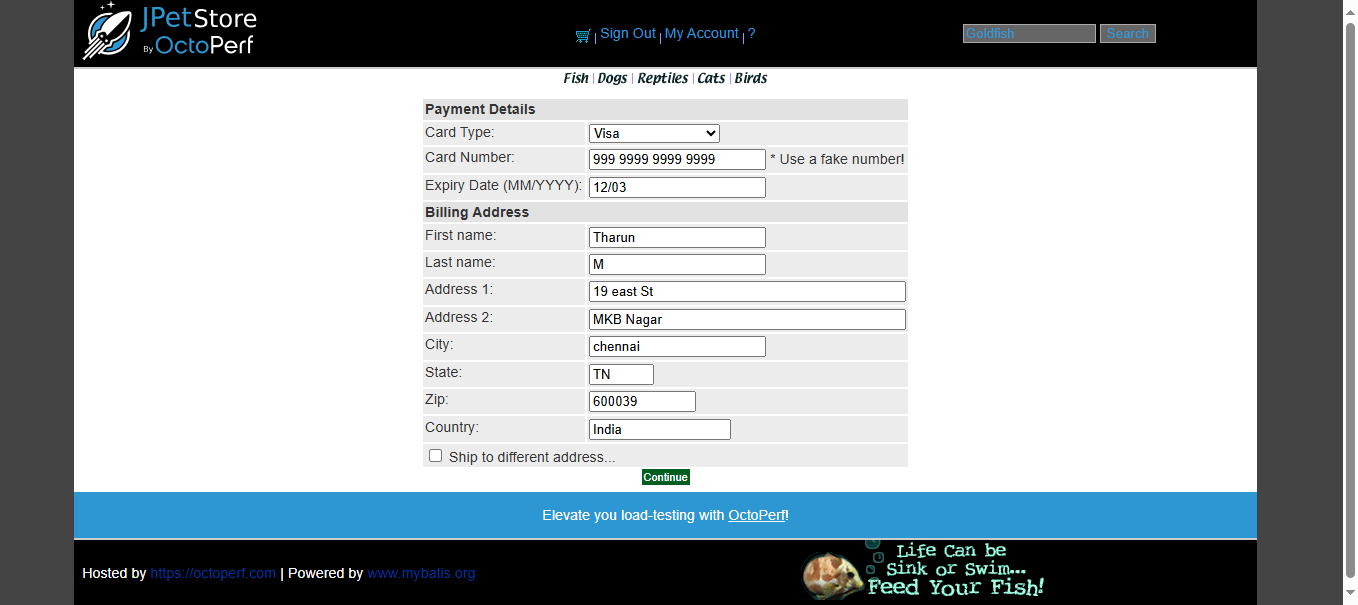 JPetStore
By OctoPerf
Sign Out | My Account | ?
Goldfish Search
Fish | Dogs | Reptiles | Cats | Birds
Payment Details
Card Type: Visa
Card Number: 999 9999 9999 9999 * Use a fake number!
Expiry Date (MM/YYYY): 12/03
Billing Address
First name: Tharun
Last name: M
Address 1: 19 east St
Address 2: MKB Nagar
City: chennai
State: TN
Zip: 600039
Country: India
Ship to different address...
Continue
Elevate you load-testing with OctoPerf!
Hosted by https://octoperf.com | Powered by www.mybatis.org
Life Can be
Sink or Swim...
Feed Your Fish!